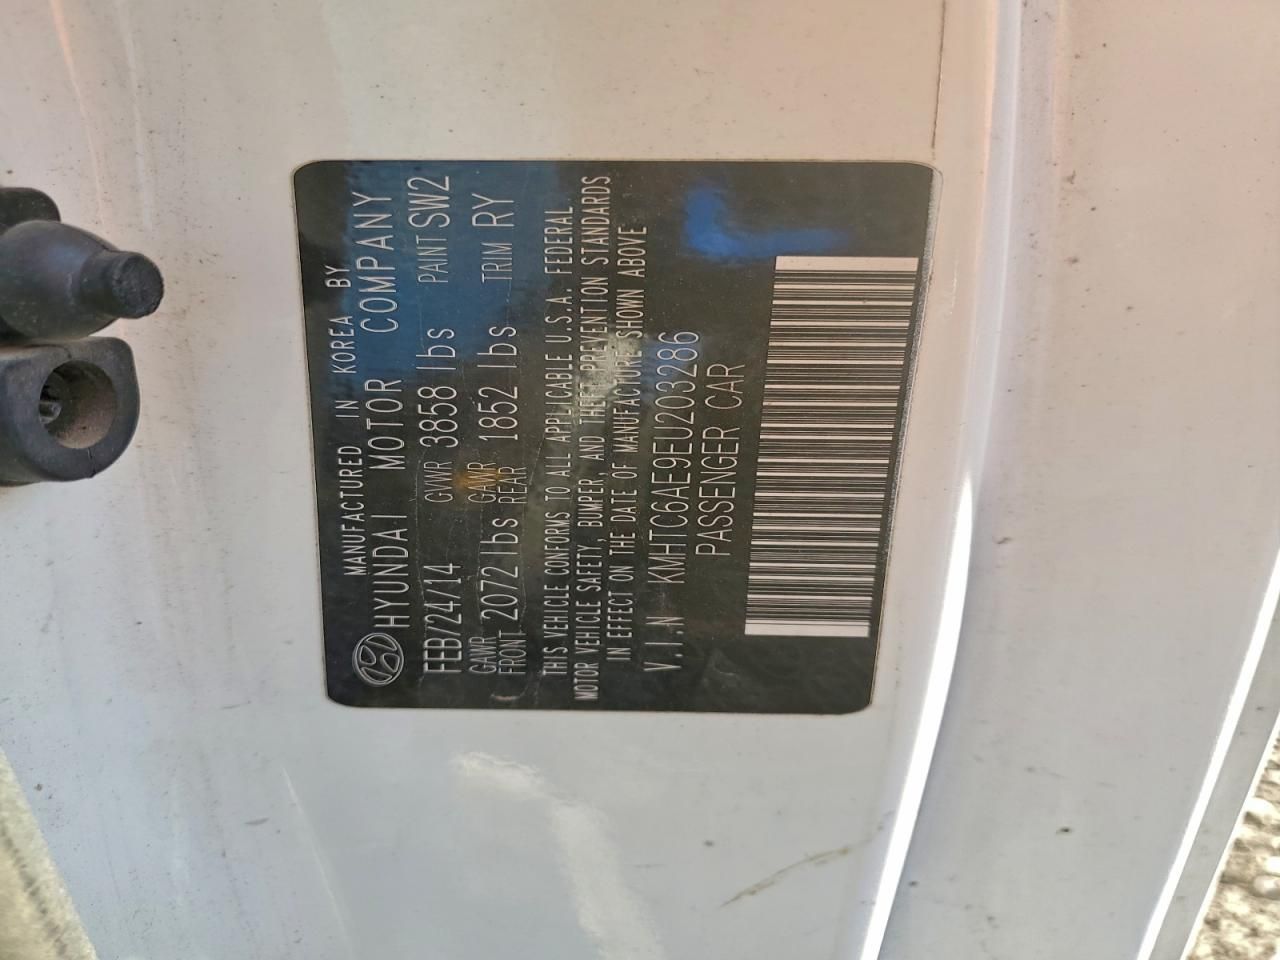 MANUFACTURED IN KOREA BY
HYUNDAI MOTOR COMPANY
FEB/24/14 GVWR 3858 lbs PAINT SW2
GAWR FRONT 2072 lbs GAWR REAR 1852 lbs TRIM RY
THIS VEHICLE CONFORMS TO ALL APPLICABLE U.S.A. FEDERAL
MOTOR VEHICLE SAFETY, BUMPER AND THEFT PREVENTION STANDARDS
IN EFFECT ON THE DATE OF MANUFACTURE SHOWN ABOVE
V.I.N KMHTC6AE9EU203286
PASSENGER CAR